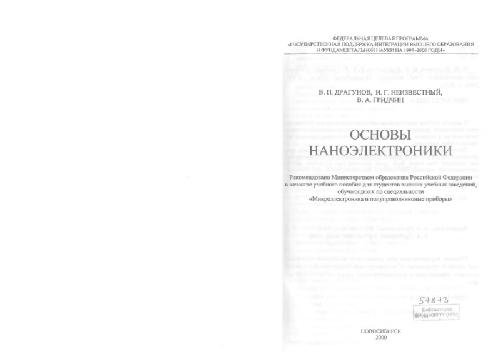 ФЕДЕРАЛЬНАЯ ЦЕЛЕВАЯ ПРОГРАММА
«ГОСУДАРСТВЕННАЯ ПОДДЕРЖКА ИНТЕГРАЦИИ ВЫСШЕГО ОБРАЗОВАНИЯ
И ФУНДАМЕНТАЛЬНОЙ НАУКИ НА 1997–2000 ГОДЫ»
В. П. ДРАГУНОВ, И. Г. НЕИЗВЕСТНЫЙ,
В. А. ГРИДЧИН
ОСНОВЫ
НАНОЭЛЕКТРОНИКИ
Рекомендовано Министерством образования Российской Федерации
в качестве учебного пособия для студентов высших учебных заведений,
обучающихся по специальности
«Микроэлектроника и полупроводниковые приборы»
Библиотека
НОВОСИБИРСК
2000